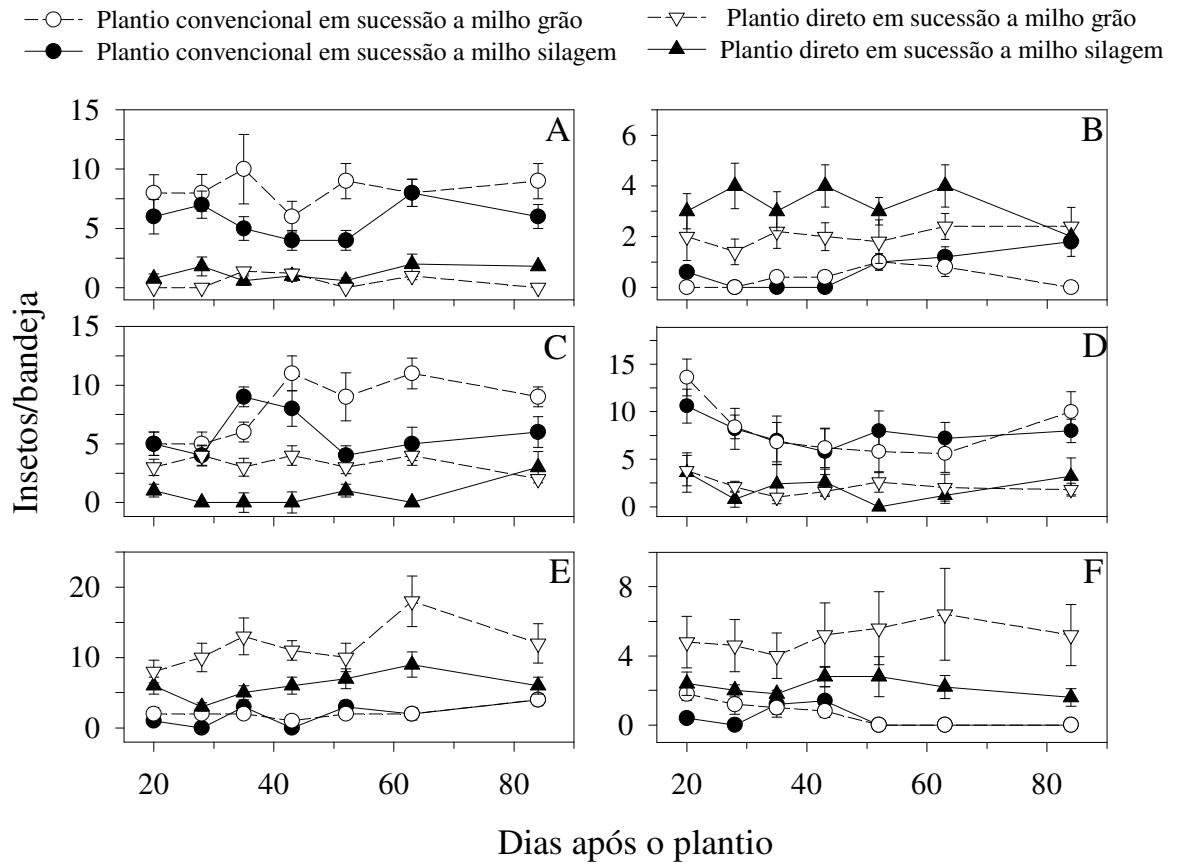 Plantio convencional em sucessão a milho grão
Plantio direto em sucessão a milho grão
Plantio convencional em sucessão a milho silagem
Plantio direto em sucessão a milho silagem
Insetos/bandeja
A
15
10
5
0
B
6
4
2
0
C
15
10
5
0
D
15
10
5
0
E
20
10
0
F
8
4
0
20 40 60 80
20 40 60 80
Dias após o plantio